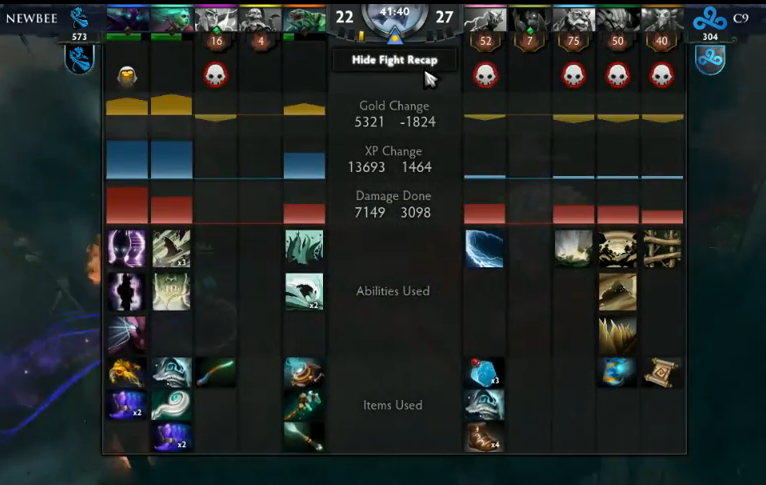 NEWBEE 22 41:40 27 C9
573 16 4 52 7 75 50 40 304
Hide Fight Recap
Gold Change
5321 -1824
XP Change
13693 1464
Damage Done
7149 3098
x3
Abilities Used
x2
x2
x3
Items Used
x2
x4